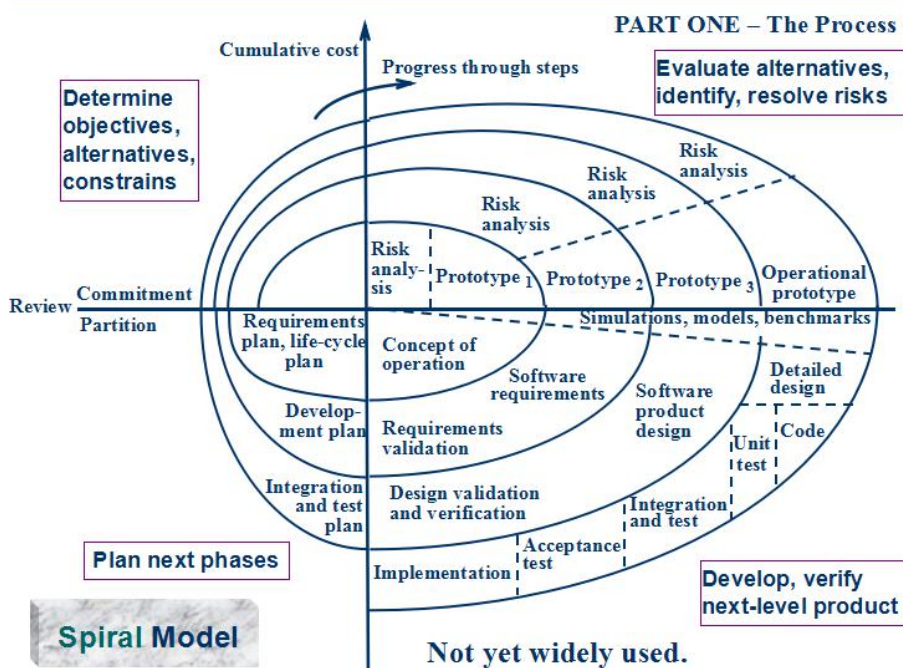 PART ONE – The Process
Cumulative cost
Progress through steps
Evaluate alternatives,
identify, resolve risks
Determine
objectives,
alternatives,
constrains
Risk
analysis
Risk
analysis
Risk
analysis
Risk
analy-
sis
Prototype 1
Prototype 2
Prototype 3
Operational
prototype
Review
Commitment
Partition
Simulations, models, benchmarks
Requirements
plan, life-cycle
plan
Concept of
operation
Software
requirements
Software
product
design
Detailed
design
Develop-
ment plan
Requirements
validation
Unit
test
Code
Integration
and test
plan
Design validation
and verification
Integration
and test
Acceptance
test
Implementation
Plan next phases
Develop, verify
next-level product
Spiral Model
Not yet widely used.